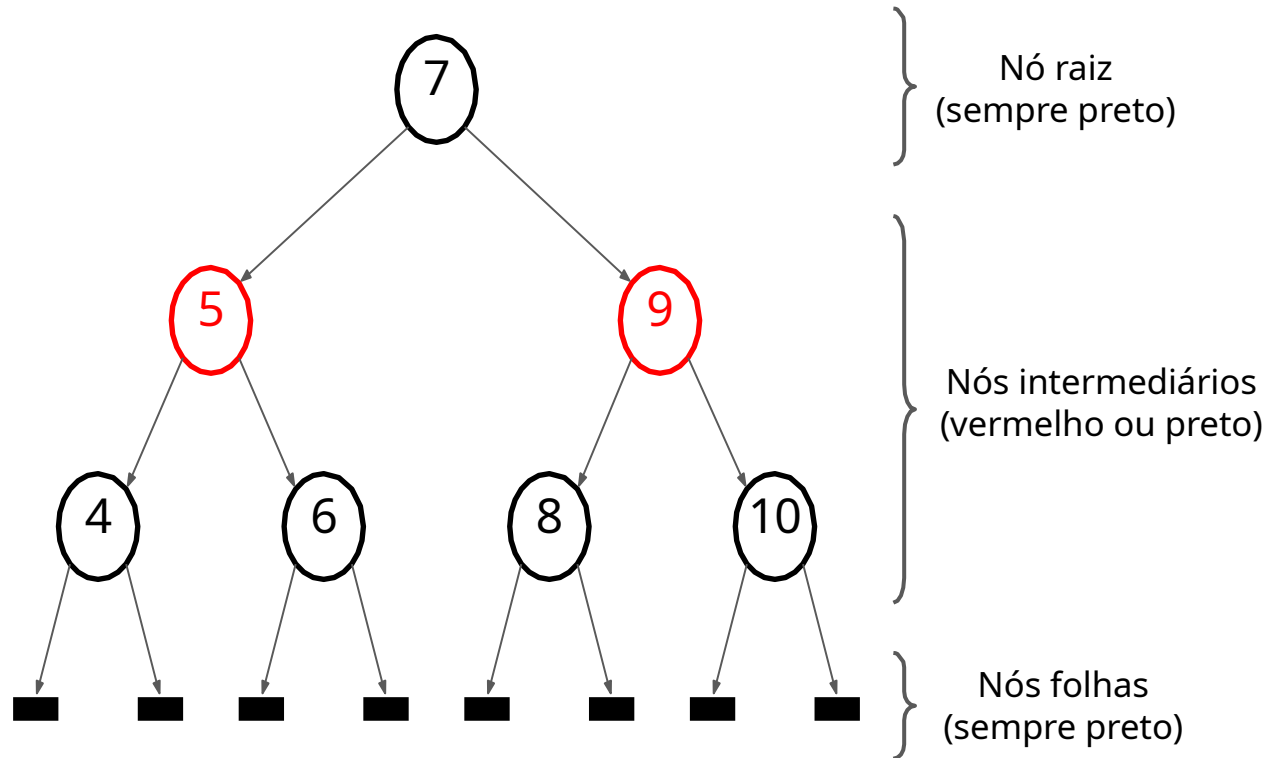 7
Nó raiz
(sempre preto)
5
9
Nós intermediários
(vermelho ou preto)
4
6
8
10
Nós folhas
(sempre preto)